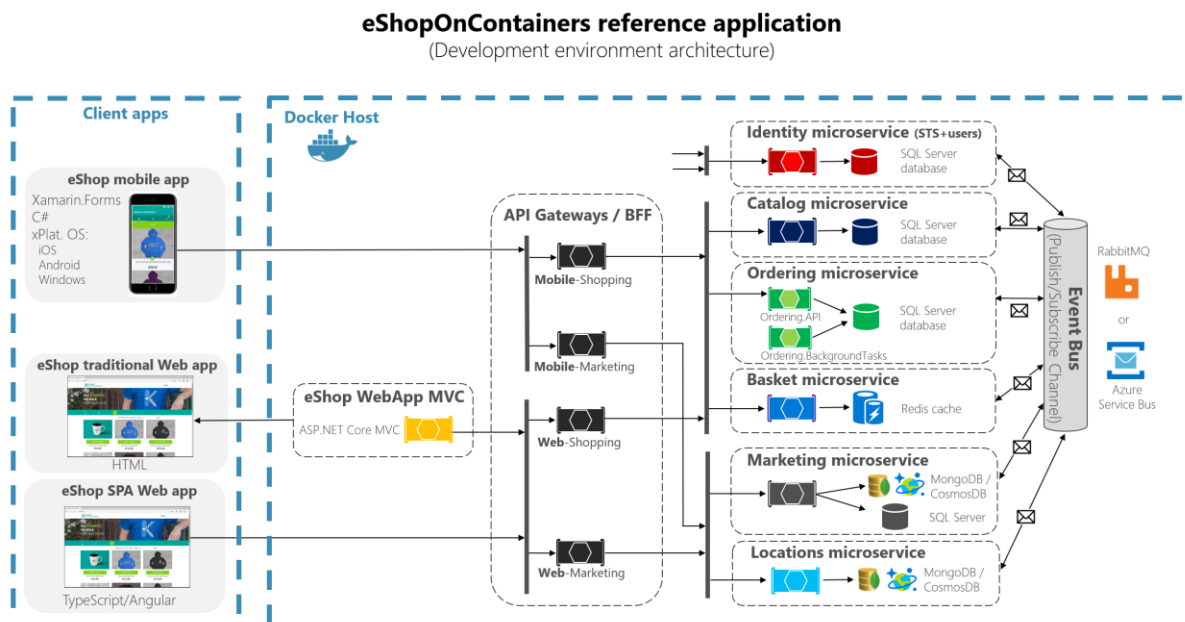 eShopOnContainers reference application
(Development environment architecture)
Client apps
eShop mobile app
Xamarin.Forms
C#
xPlat. OS:
iOS
Android
Windows
eShop traditional Web app
HTML
eShop SPA Web app
TypeScript/Angular
Docker Host
eShop WebApp MVC
ASP.NET Core MVC
API Gateways / BFF
Mobile-Shopping
Mobile-Marketing
Web-Shopping
Web-Marketing
Identity microservice (STS+users)
SQL Server
database
Catalog microservice
SQL Server
database
Ordering microservice
Ordering.API
SQL Server
database
Ordering.BackgroundTasks
Basket microservice
Redis cache
Marketing microservice
MongoDB /
CosmosDB
SQL Server
Locations microservice
MongoDB /
CosmosDB
Event Bus
(Publish/Subscribe Channel)
RabbitMQ
or
Azure
Service Bus